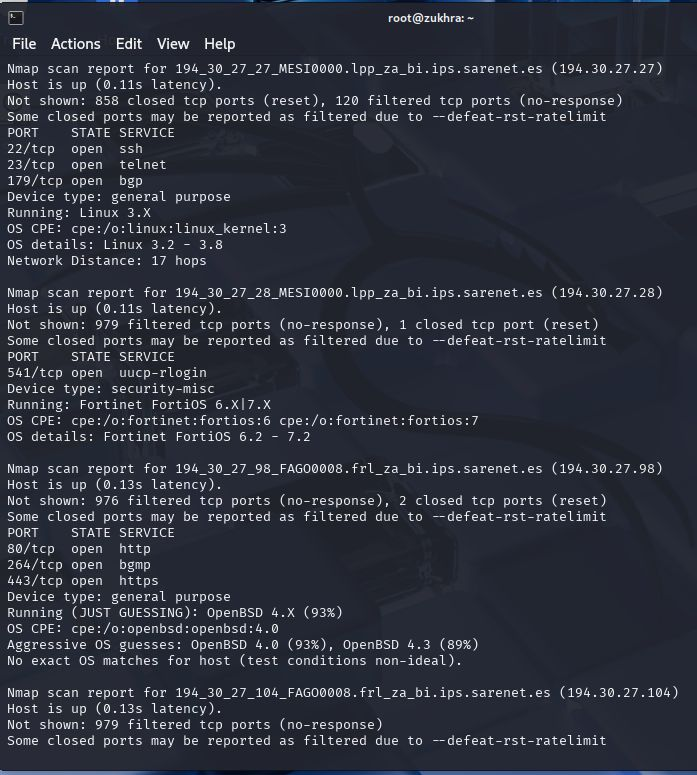 root@zukhra: ~
File Actions Edit View Help
Nmap scan report for 194_30_27_27_MESI0000.lpp_za_bi.ips.sarenet.es (194.30.27.27)
Host is up (0.11s latency).
Not shown: 858 closed tcp ports (reset), 120 filtered tcp ports (no-response)
Some closed ports may be reported as filtered due to --defeat-rst-ratelimit
PORT    STATE SERVICE
22/tcp  open  ssh
23/tcp  open  telnet
179/tcp open  bgp
Device type: general purpose
Running: Linux 3.X
OS CPE: cpe:/o:linux:linux_kernel:3
OS details: Linux 3.2 - 3.8
Network Distance: 17 hops
Nmap scan report for 194_30_27_28_MESI0000.lpp_za_bi.ips.sarenet.es (194.30.27.28)
Host is up (0.11s latency).
Not shown: 979 filtered tcp ports (no-response), 1 closed tcp port (reset)
Some closed ports may be reported as filtered due to --defeat-rst-ratelimit
PORT    STATE SERVICE
541/tcp open  uucp-rlogin
Device type: security-misc
Running: Fortinet FortiOS 6.X|7.X
OS CPE: cpe:/o:fortinet:fortios:6 cpe:/o:fortinet:fortios:7
OS details: Fortinet FortiOS 6.2 - 7.2
Nmap scan report for 194_30_27_98_FAGO0008.frl_za_bi.ips.sarenet.es (194.30.27.98)
Host is up (0.13s latency).
Not shown: 976 filtered tcp ports (no-response), 2 closed tcp ports (reset)
Some closed ports may be reported as filtered due to --defeat-rst-ratelimit
PORT    STATE SERVICE
80/tcp  open  http
264/tcp open  bgmp
443/tcp open  https
Device type: general purpose
Running (JUST GUESSING): OpenBSD 4.X (93%)
OS CPE: cpe:/o:openbsd:openbsd:4.0
Aggressive OS guesses: OpenBSD 4.0 (93%), OpenBSD 4.3 (89%)
No exact OS matches for host (test conditions non-ideal).
Nmap scan report for 194_30_27_104_FAGO0008.frl_za_bi.ips.sarenet.es (194.30.27.104)
Host is up (0.13s latency).
Not shown: 979 filtered tcp ports (no-response)
Some closed ports may be reported as filtered due to --defeat-rst-ratelimit